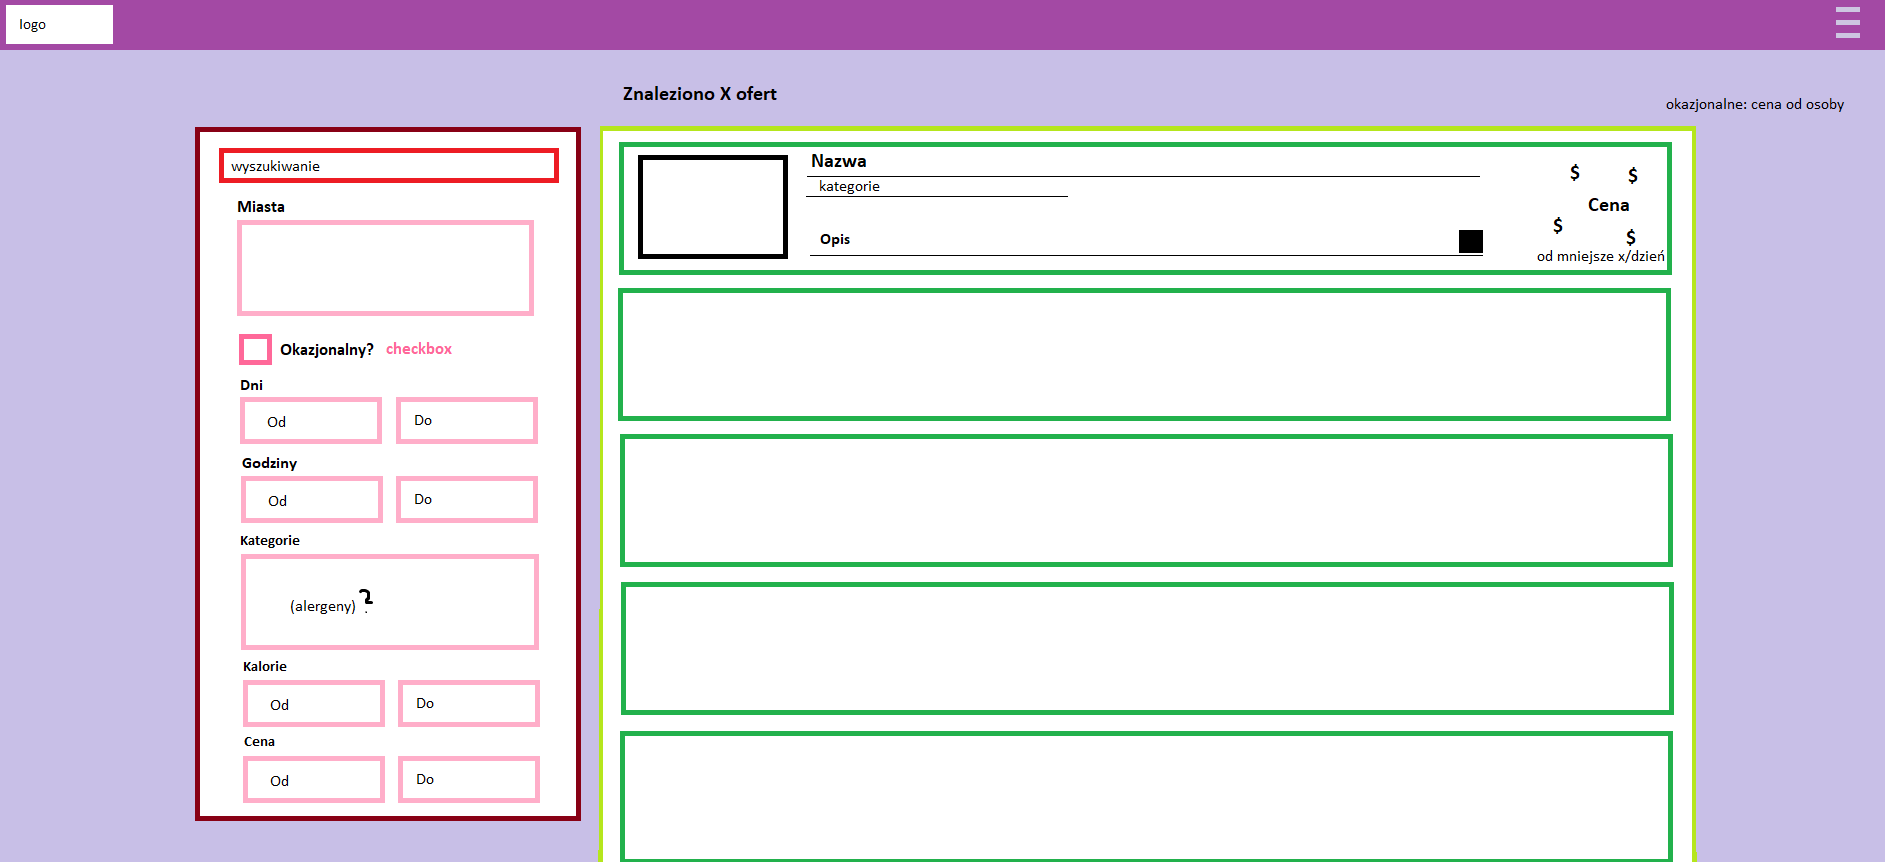 logo
Znaleziono X ofert
okazjonalne: cena od osoby
wyszukiwanie
Miasta
Okazjonalny? checkbox
Dni
Od Do
Godziny
Od Do
Kategorie
(alergeny) ?
Kalorie
Od Do
Cena
Od Do
Nazwa
kategorie
Opis
$ $
Cena
$ $
od mniejsze x/dzień